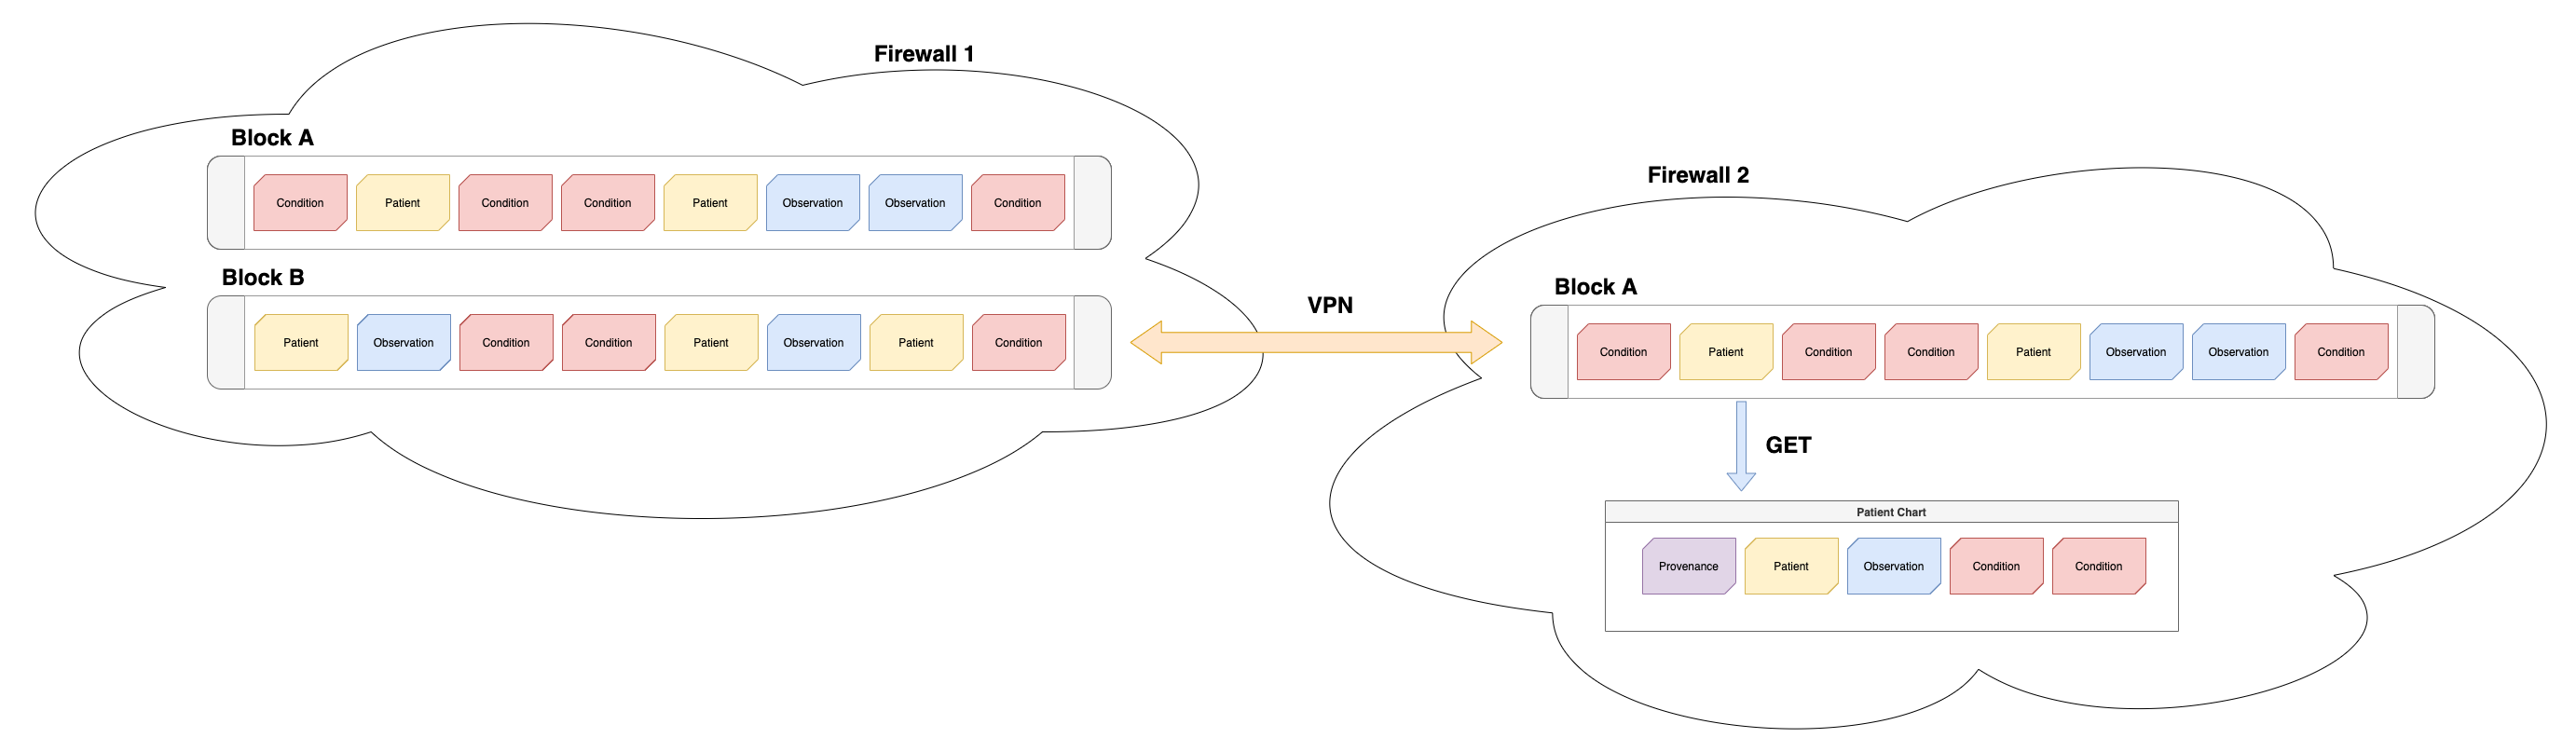 Firewall 1
Block A
Condition Patient Condition Condition Patient Observation Observation Condition
Block B
Patient Observation Condition Condition Patient Observation Patient Condition
VPN
Firewall 2
Block A
Condition Patient Condition Condition Patient Observation Observation Condition
GET
Patient Chart
Provenance Patient Observation Condition Condition